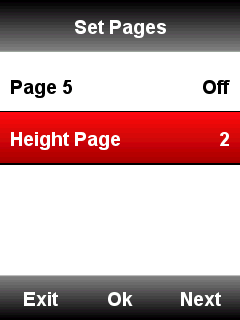 Set Pages
Page 5 Off
Height Page 2
Exit Ok Next